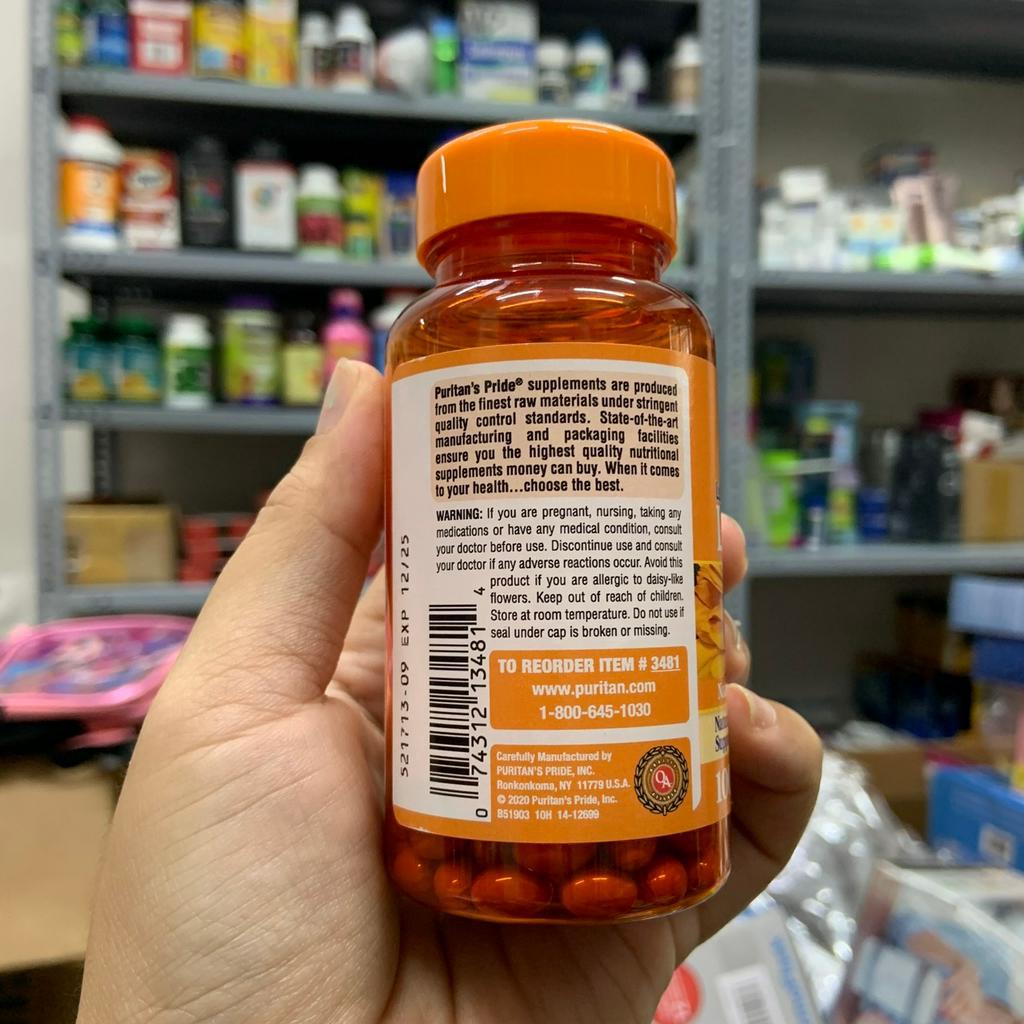 Puritan's Pride® supplements are produced
from the finest raw materials under stringent
quality control standards. State-of-the-art
manufacturing and packaging facilities
ensure you the highest quality nutritional
supplements money can buy. When it comes
to your health...choose the best.
WARNING: If you are pregnant, nursing, taking any
medications or have any medical condition, consult
your doctor before use. Discontinue use and consult
your doctor if any adverse reactions occur. Avoid this
product if you are allergic to daisy-like
flowers. Keep out of reach of children.
Store at room temperature. Do not use if
seal under cap is broken or missing.
521713-09 EXP 12/25
0 74312 13481 4
TO REORDER ITEM # 3481
www.puritan.com
1-800-645-1030
Carefully Manufactured by
PURITAN'S PRIDE, INC.
Ronkonkoma, NY 11779 U.S.A.
© 2020 Puritan's Pride, Inc.
B51903 10H 14-12699
QA